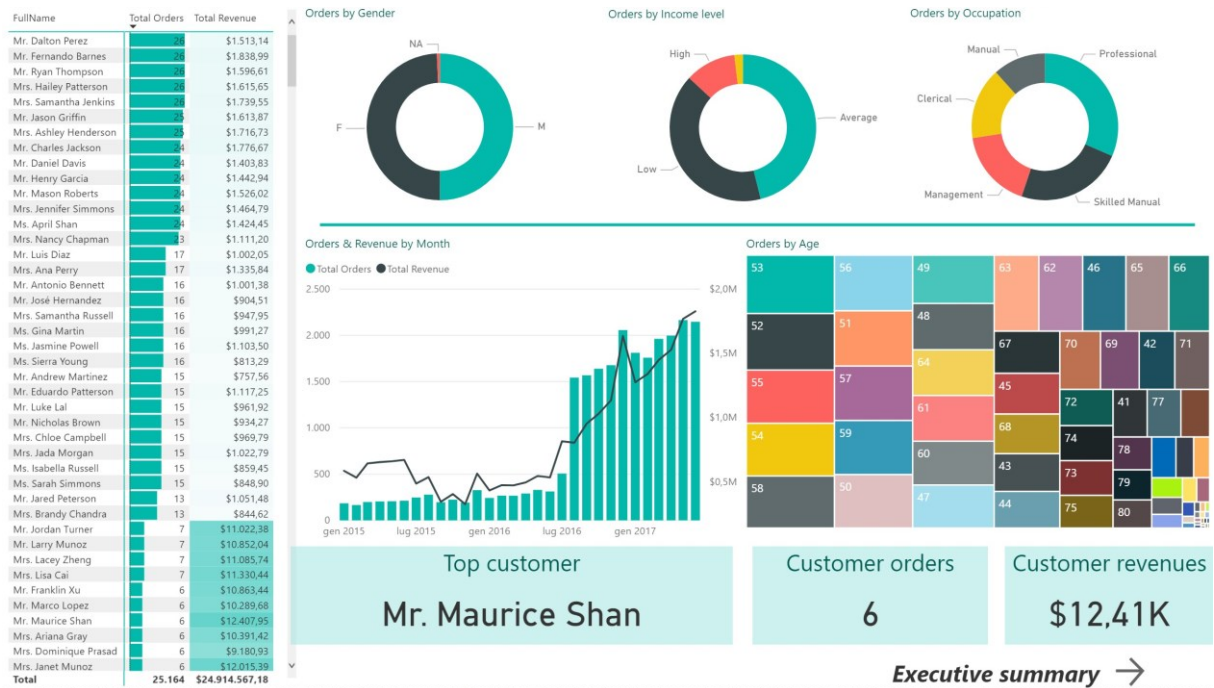 FullName Total Orders Total Revenue
Mr. Dalton Perez 26 $1.513,14
Mr. Fernando Barnes 26 $1.838,99
Mr. Ryan Thompson 26 $1.596,61
Mrs. Hailey Patterson 26 $1.615,65
Mrs. Samantha Jenkins 26 $1.739,55
Mr. Jason Griffin 25 $1.613,87
Mrs. Ashley Henderson 25 $1.716,73
Mr. Charles Jackson 24 $1.776,67
Mr. Daniel Davis 24 $1.403,83
Mr. Henry Garcia 24 $1.442,94
Mr. Mason Roberts 24 $1.526,02
Mrs. Jennifer Simmons 24 $1.464,79
Ms. April Shan 24 $1.424,45
Mrs. Nancy Chapman 23 $1.111,20
Mr. Luis Diaz 17 $1.002,05
Mrs. Ana Perry 17 $1.335,84
Mr. Antonio Bennett 16 $1.001,38
Mr. José Hernandez 16 $904,51
Mrs. Samantha Russell 16 $947,95
Ms. Gina Martin 16 $991,27
Ms. Jasmine Powell 16 $1.103,50
Ms. Sierra Young 16 $813,29
Mr. Andrew Martinez 15 $757,56
Mr. Eduardo Patterson 15 $1.117,25
Mr. Luke Lal 15 $961,92
Mr. Nicholas Brown 15 $934,27
Mrs. Chloe Campbell 15 $969,79
Mrs. Jada Morgan 15 $1.022,79
Ms. Isabella Russell 15 $859,45
Ms. Sarah Simmons 15 $848,90
Mr. Jared Peterson 13 $1.051,48
Mrs. Brandy Chandra 13 $844,62
Mr. Jordan Turner 7 $11.022,38
Mr. Larry Munoz 7 $10.852,04
Mrs. Lacey Zheng 7 $11.085,74
Mrs. Lisa Cai 7 $11.330,44
Mr. Franklin Xu 6 $10.863,44
Mr. Marco Lopez 6 $10.289,68
Mr. Maurice Shan 6 $12.407,95
Mrs. Ariana Gray 6 $10.391,42
Mrs. Dominique Prasad 6 $9.180,93
Mrs. Janet Munoz 6 $12.015,39
Total 25.164 $24.914.567,18
Orders by Gender
NA
F
M
Orders by Income level
High
Average
Low
Orders by Occupation
Manual
Professional
Clerical
Management
Skilled Manual
Orders & Revenue by Month
Total Orders Total Revenue
2.500
2.000
1.500
1.000
500
0
$2,0M
$1,5M
$1,0M
$0,5M
gen 2015 lug 2015 gen 2016 lug 2016 gen 2017
Orders by Age
53 56 49 63 62 46 65 66
52 51 48 67 70 69 42 71
55 57 64 45 72 41 77
54 59 61 68 74 78
58 50 60 43 73 79
47 44 75 80
Top customer
Mr. Maurice Shan
Customer orders
6
Customer revenues
$12,41K
Executive summary